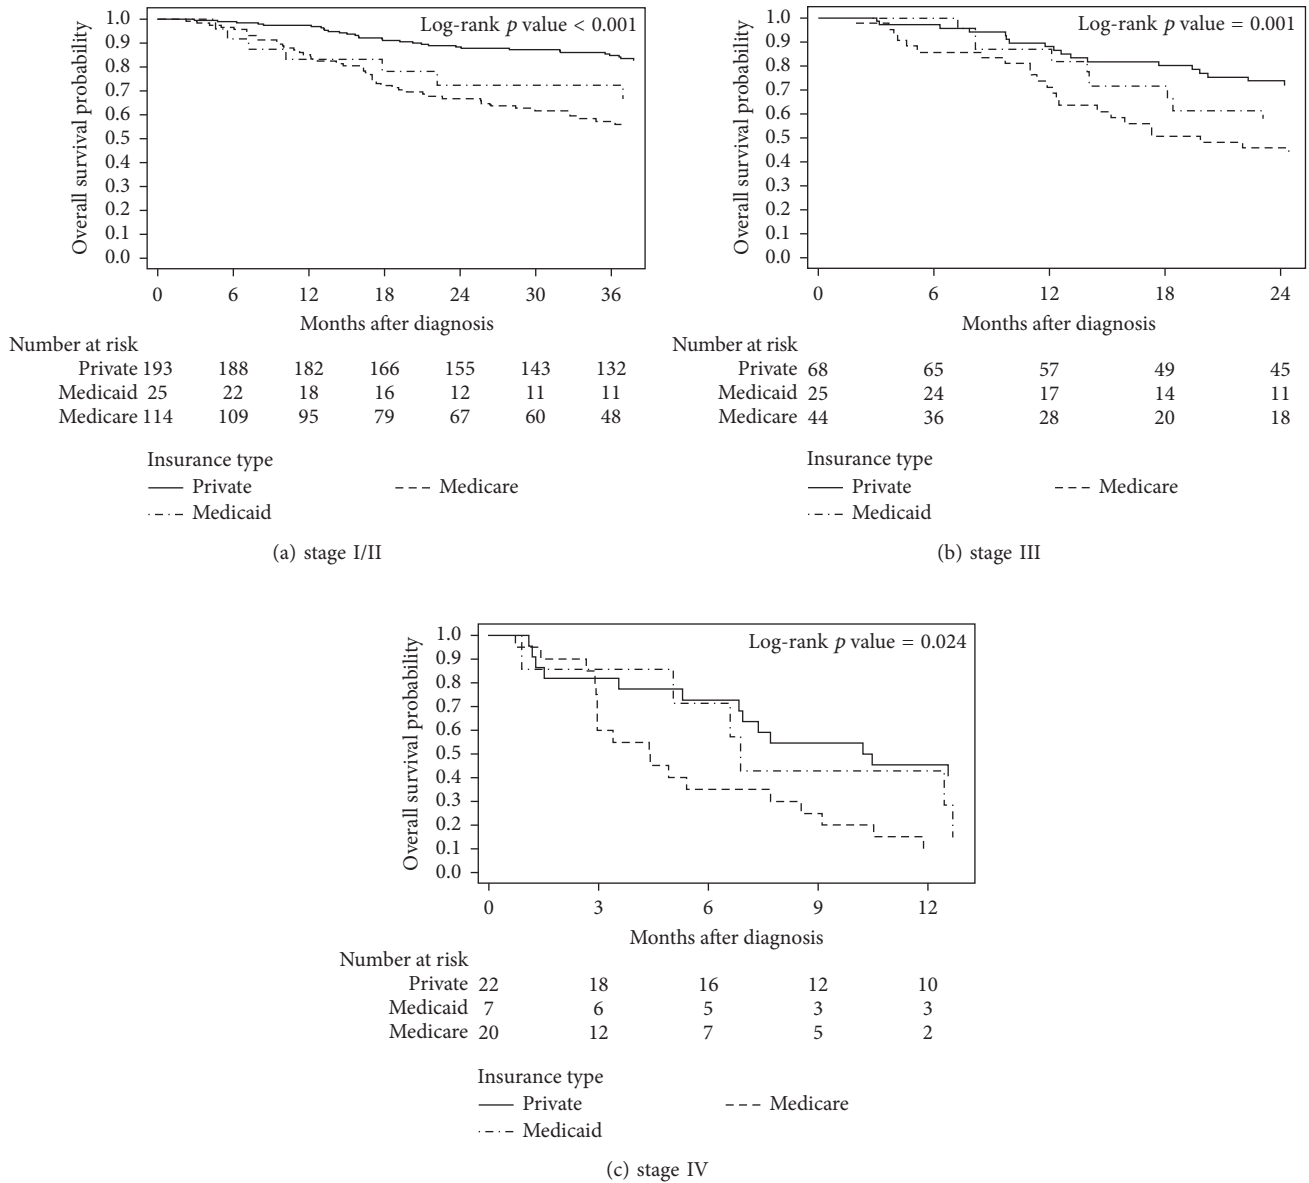 Log-rank p value < 0.001
Overall survival probability
1.0
0.9
0.8
0.7
0.6
0.5
0.4
0.3
0.2
0.1
0.0
0 6 12 18 24 30 36
Months after diagnosis
Number at risk
Private 193 188 182 166 155 143 132
Medicaid 25 22 18 16 12 11 11
Medicare 114 109 95 79 67 60 48
Insurance type
Private Medicare
Medicaid
(a) stage I/II
Log-rank p value = 0.001
Overall survival probability
1.0
0.9
0.8
0.7
0.6
0.5
0.4
0.3
0.2
0.1
0.0
0 6 12 18 24
Months after diagnosis
Number at risk
Private 68 65 57 49 45
Medicaid 25 24 17 14 11
Medicare 44 36 28 20 18
Insurance type
Private Medicare
Medicaid
(b) stage III
Log-rank p value = 0.024
Overall survival probability
1.0
0.9
0.8
0.7
0.6
0.5
0.4
0.3
0.2
0.1
0.0
0 3 6 9 12
Months after diagnosis
Number at risk
Private 22 18 16 12 10
Medicaid 7 6 5 3 3
Medicare 20 12 7 5 2
Insurance type
Private Medicare
Medicaid
(c) stage IV